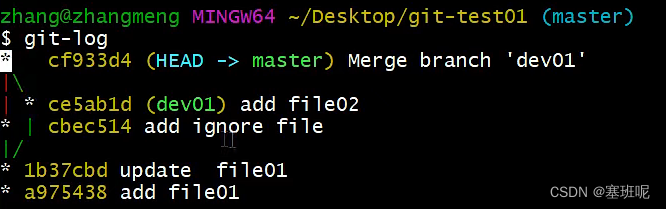 zhang@zhangmeng MINGW64 ~/Desktop/git-test01 (master)
$ git-log
*   cf933d4 (HEAD -> master) Merge branch 'dev01'
|\
| * ce5ab1d (dev01) add file02
* | cbec514 add ignore file
|/
* 1b37cbd update  file01
* a975438 add file01
CSDN @塞班呢